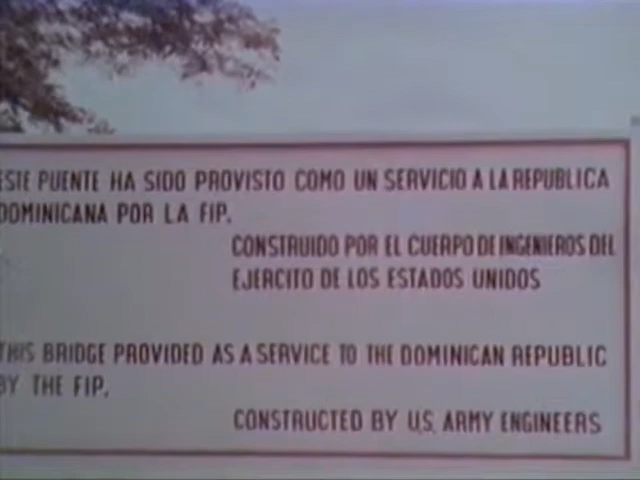 ESTE PUENTE HA SIDO PROVISTO COMO UN SERVICIO A LA REPUBLICA
DOMINICANA POR LA FIP.
CONSTRUIDO POR EL CUERPO DE INGENIEROS DEL
EJERCITO DE LOS ESTADOS UNIDOS
THIS BRIDGE PROVIDED AS A SERVICE TO THE DOMINICAN REPUBLIC
BY THE FIP.
CONSTRUCTED BY U.S. ARMY ENGINEERS